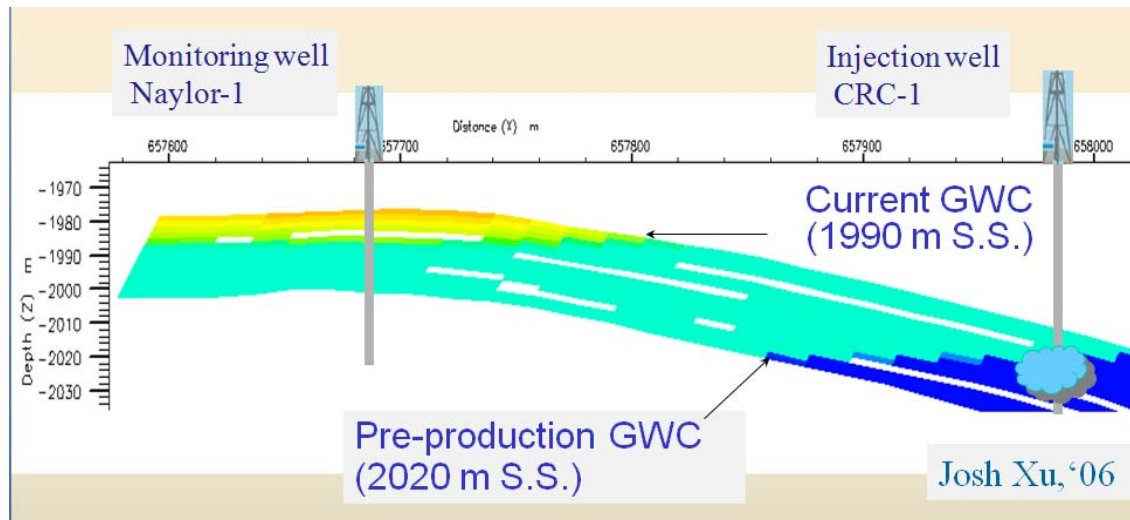 Monitoring well
Naylor-1
Injection well
CRC-1
Distance (Y) m
657600
657700
657800
657900
658000
Depth (Z) m
-1970
-1980
-1990
-2000
-2010
-2020
-2030
Current GWC
(1990 m S.S.)
Pre-production GWC
(2020 m S.S.)
Josh Xu,‘06